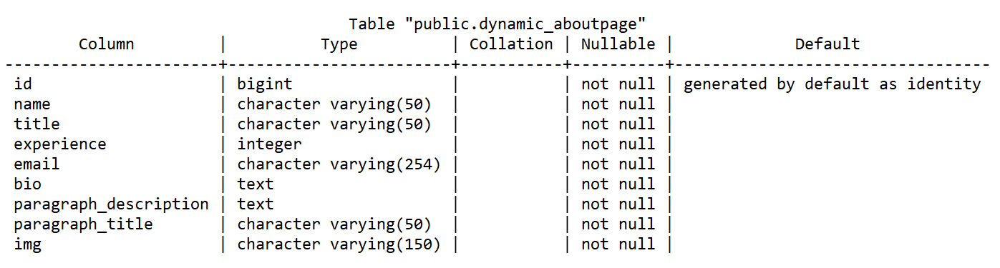 Table "public.dynamic_aboutpage"
Column | Type | Collation | Nullable | Default
-----------------------+------------------------+-----------+----------+----------------------------------
id | bigint | | not null | generated by default as identity
name | character varying(50) | | not null |
title | character varying(50) | | not null |
experience | integer | | not null |
email | character varying(254) | | not null |
bio | text | | not null |
paragraph_description | text | | not null |
paragraph_title | character varying(50) | | not null |
img | character varying(150) | | not null |